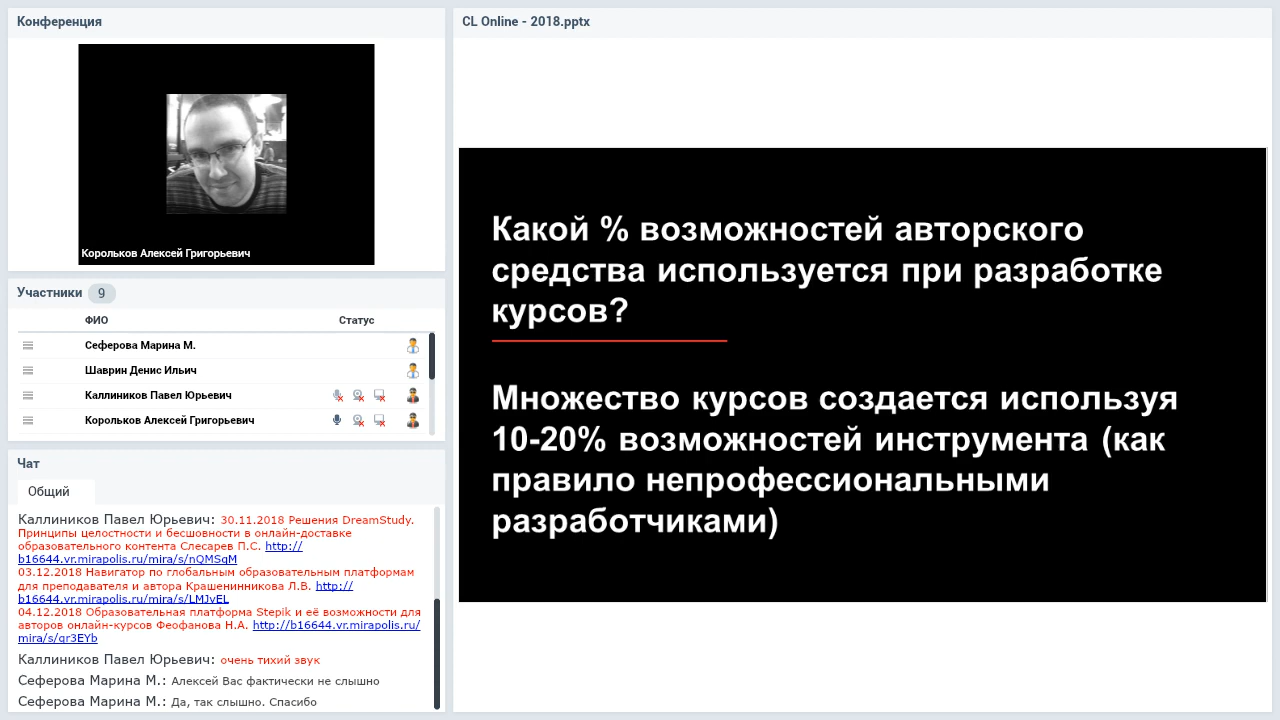 Конференция
Корольков Алексей Григорьевич
Участники 9
ФИО Статус
Сеферова Марина М.
Шаврин Денис Ильич
Каллиников Павел Юрьевич
Корольков Алексей Григорьевич
Чат
Общий
Каллиников Павел Юрьевич: 30.11.2018 Решения DreamStudy.
Принципы целостности и бесшовности в онлайн-доставке
образовательного контента Слесарев П.С. http://
b16644.vr.mirapolis.ru/mira/s/nQMSqM
03.12.2018 Навигатор по глобальным образовательным платформам
для преподавателя и автора Крашенинникова Л.В. http://
b16644.vr.mirapolis.ru/mira/s/LMJvEL
04.12.2018 Образовательная платформа Stepik и её возможности для
авторов онлайн-курсов Феофанова Н.А. http://b16644.vr.mirapolis.ru/
mira/s/qr3EYb
Каллиников Павел Юрьевич: очень тихий звук
Сеферова Марина М.: Алексей Вас фактически не слышно
Сеферова Марина М.: Да, так слышно. Спасибо
CL Online - 2018.pptx
Какой % возможностей авторского
средства используется при разработке
курсов?
Множество курсов создается используя
10-20% возможностей инструмента (как
правило непрофессиональными
разработчиками)